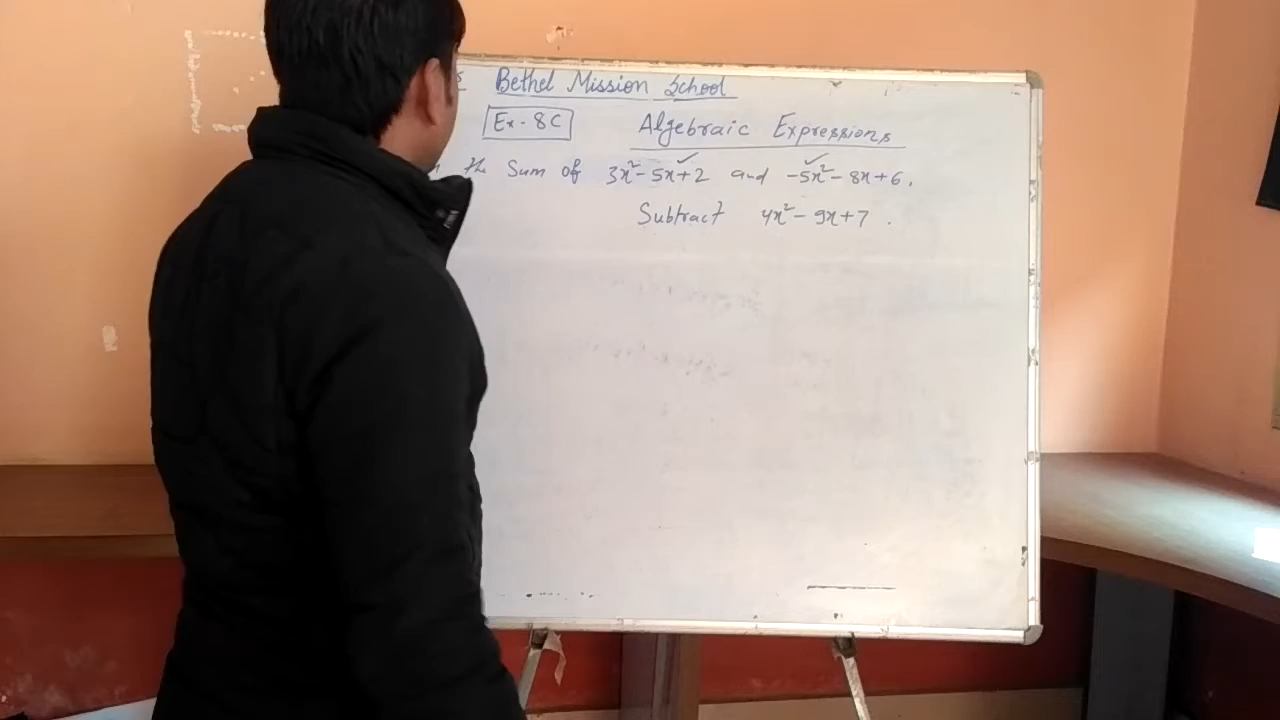 Bethel Mission School
Ex - 8C Algebraic Expressions
the Sum of 3x² - 5x + 2 and -5x² - 8x + 6.
Subtract 4x² - 9x + 7 .